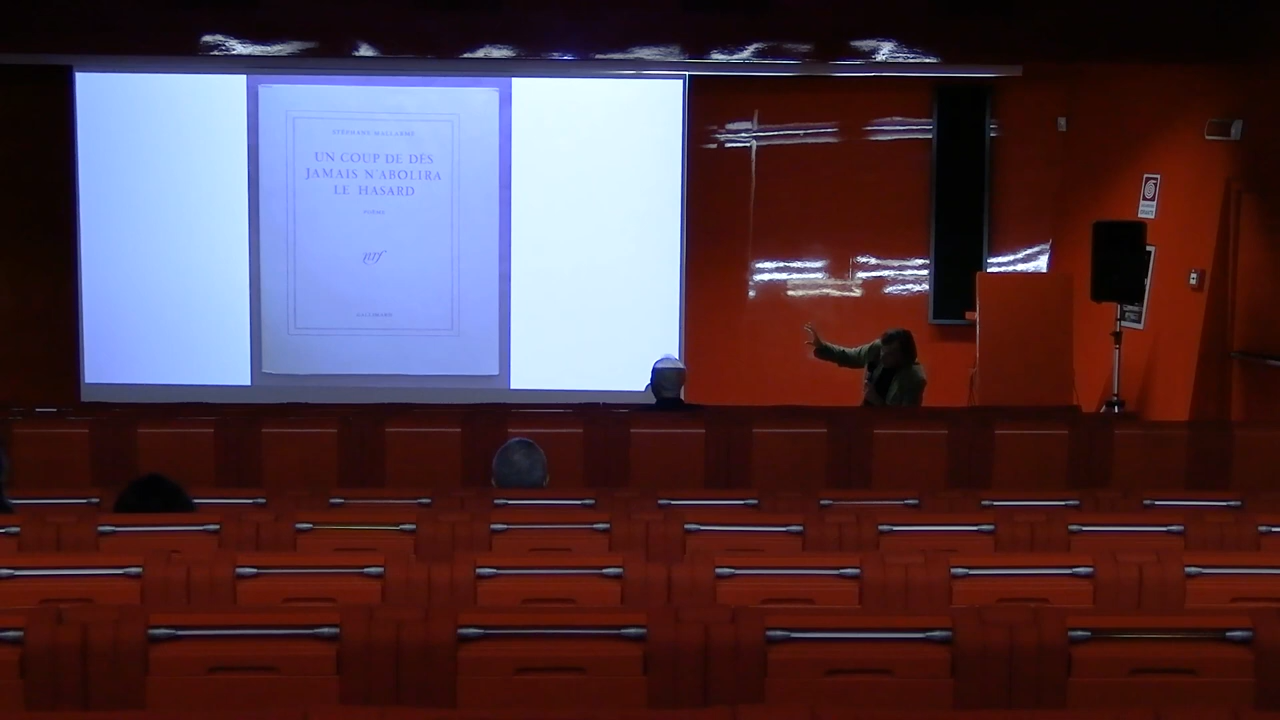 STÉPHANE MALLARMÉ
UN COUP DE DÉS
JAMAIS N'ABOLIRA
LE HASARD
POÈME
nrf
GALLIMARD